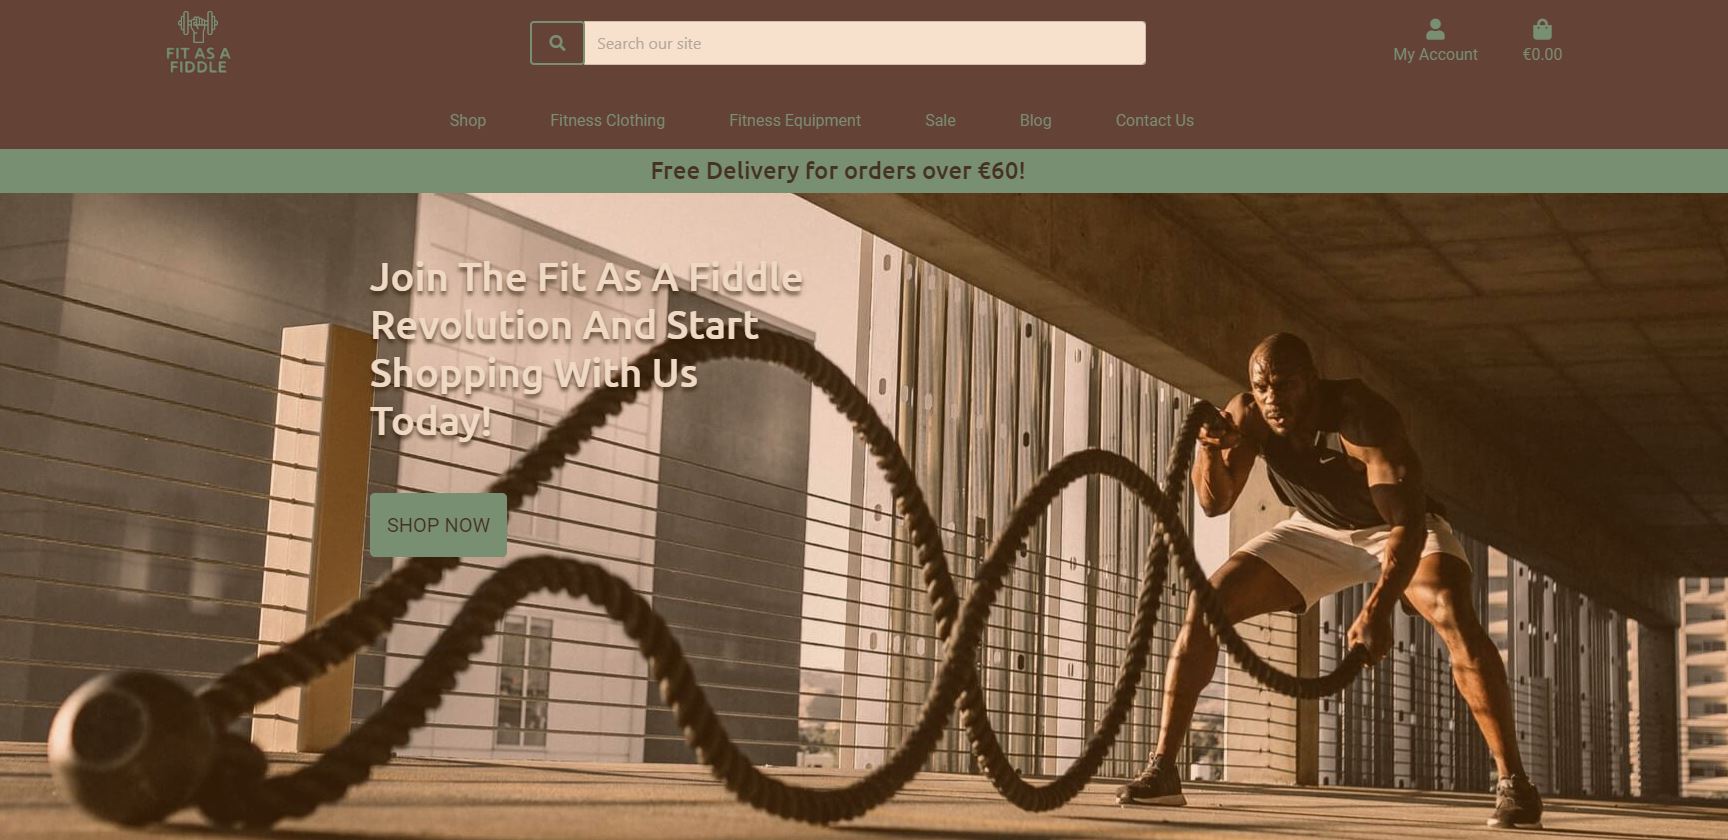 FIT AS A
FIDDLE
Search our site
My Account
€0.00
Shop
Fitness Clothing
Fitness Equipment
Sale
Blog
Contact Us
Free Delivery for orders over €60!
Join The Fit As A Fiddle
Revolution And Start
Shopping With Us
Today!
SHOP NOW